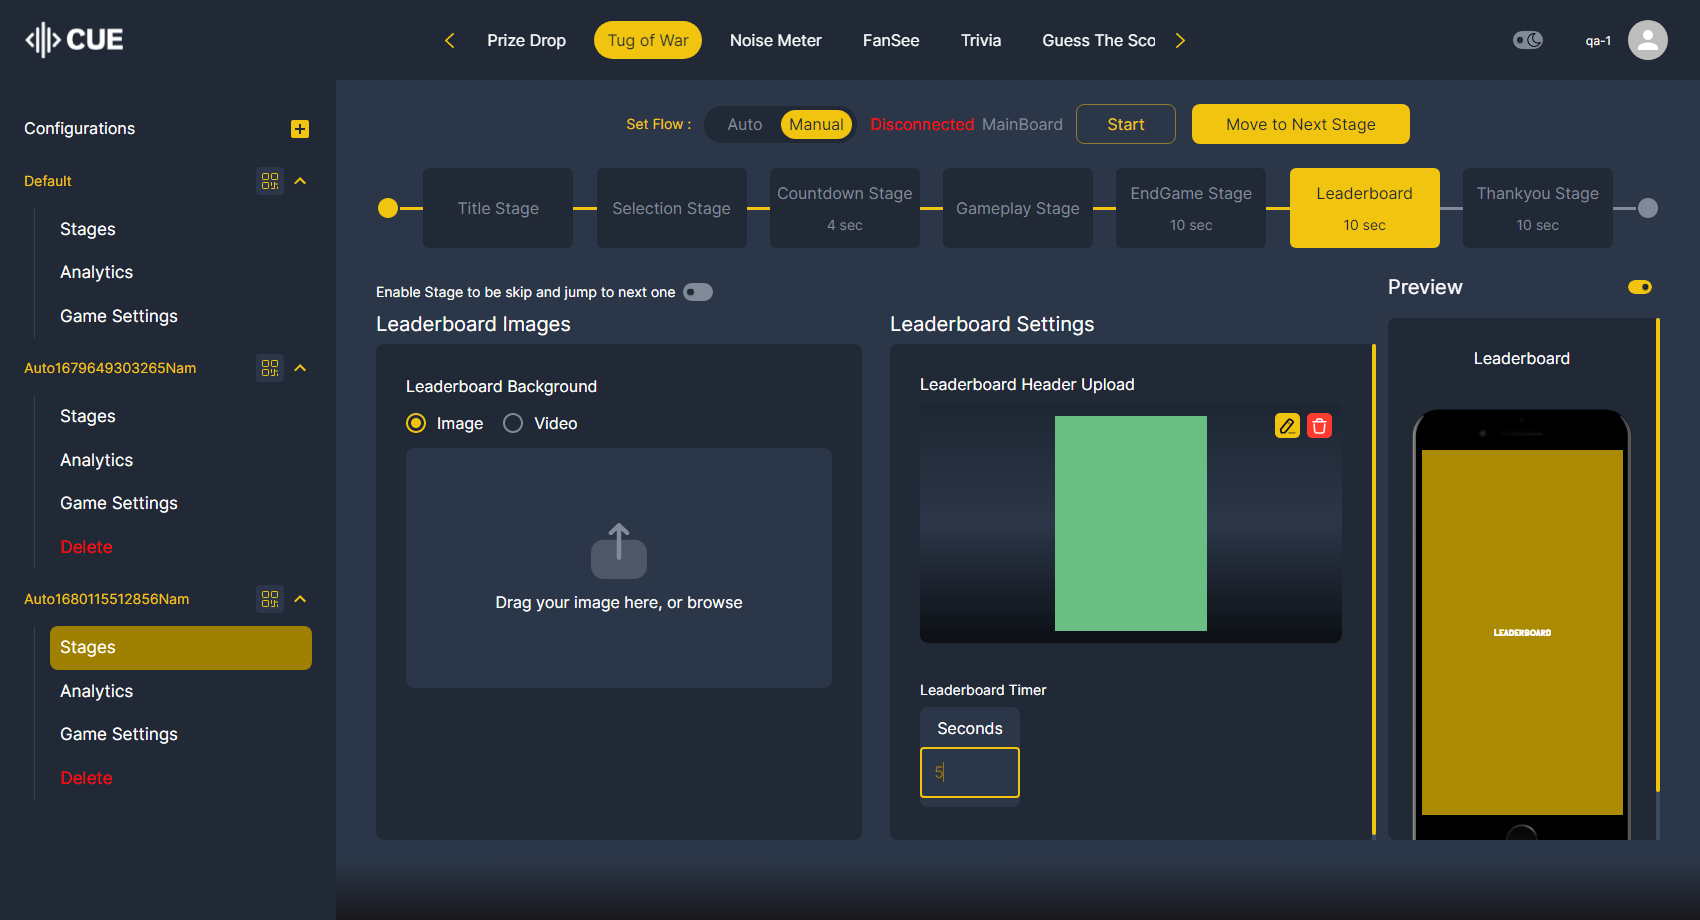 CUE
Prize Drop
Tug of War
Noise Meter
FanSee
Trivia
Guess The Sco
qa-1
Configurations
Default
Stages
Analytics
Game Settings
Auto1679649303265Nam
Stages
Analytics
Game Settings
Delete
Auto1680115512856Nam
Stages
Analytics
Game Settings
Delete
Set Flow :
Auto
Manual
Disconnected MainBoard
Start
Move to Next Stage
Title Stage
Selection Stage
Countdown Stage
4 sec
Gameplay Stage
EndGame Stage
10 sec
Leaderboard
10 sec
Thankyou Stage
10 sec
Enable Stage to be skip and jump to next one
Leaderboard Images
Leaderboard Background
Image
Video
Drag your image here, or browse
Leaderboard Settings
Leaderboard Header Upload
Leaderboard Timer
Seconds
5
Preview
Leaderboard
LEADERBOARD